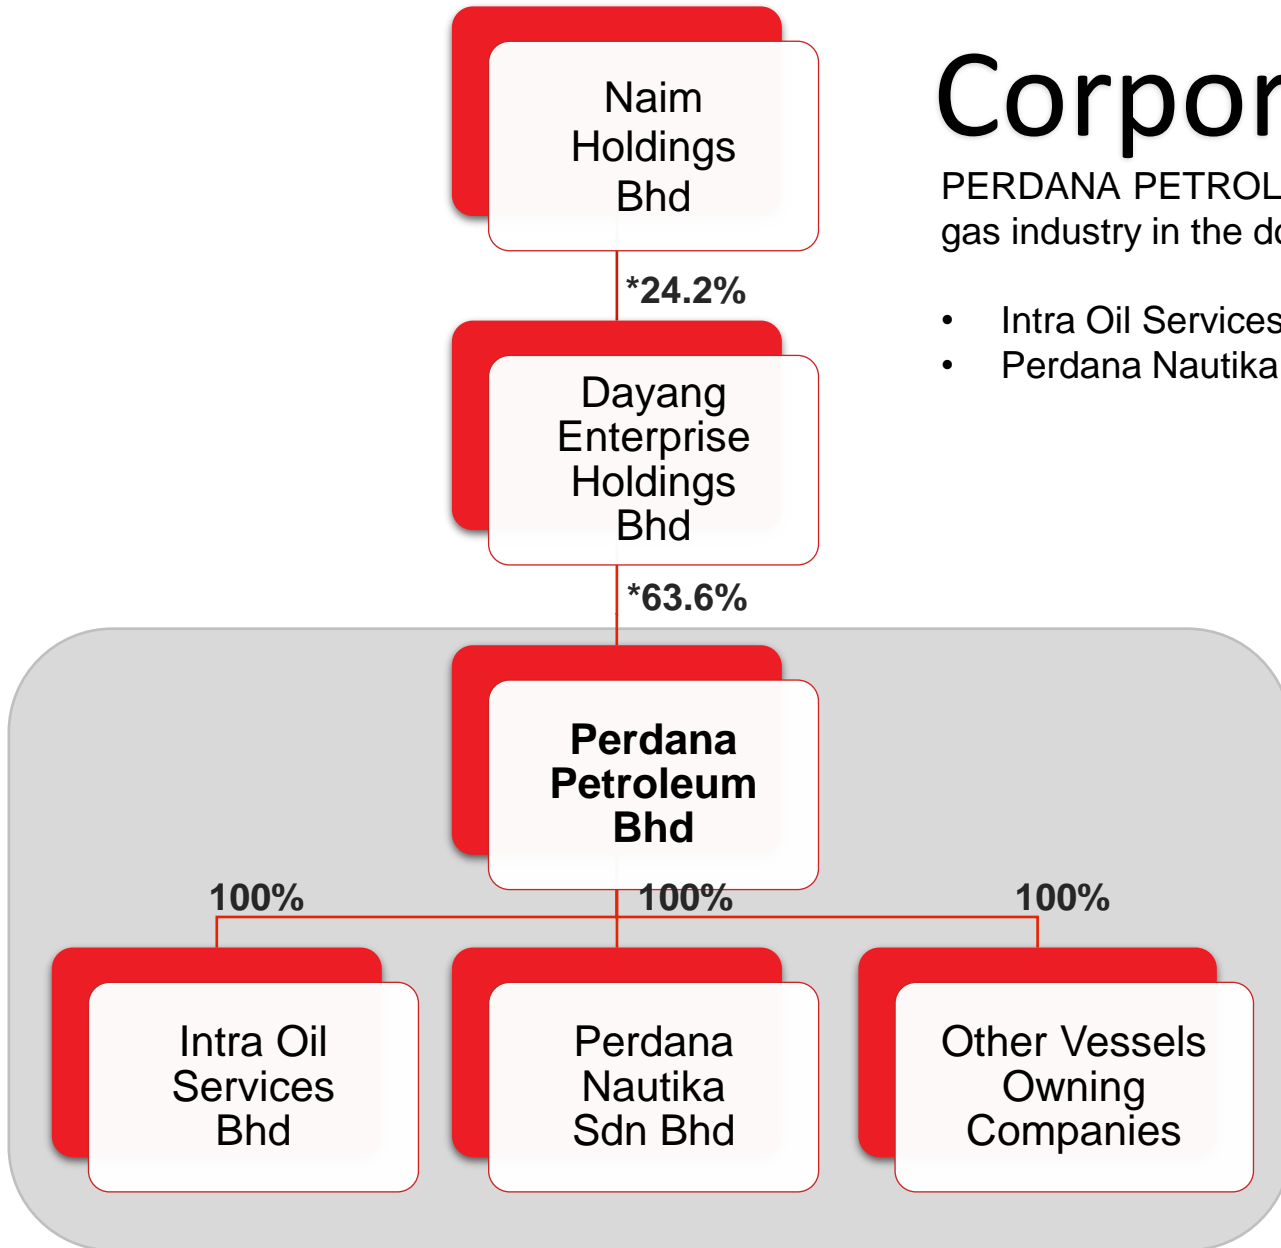 Naim
Holdings
Bhd
*24.2%
Dayang
Enterprise
Holdings
Bhd
*63.6%
Perdana
Petroleum
Bhd
100%
100%
100%
Intra Oil
Services
Bhd
Perdana
Nautika
Sdn Bhd
Other Vessels
Owning
Companies
Corpor
PERDANA PETROL
gas industry in the do
• Intra Oil Services
• Perdana Nautika